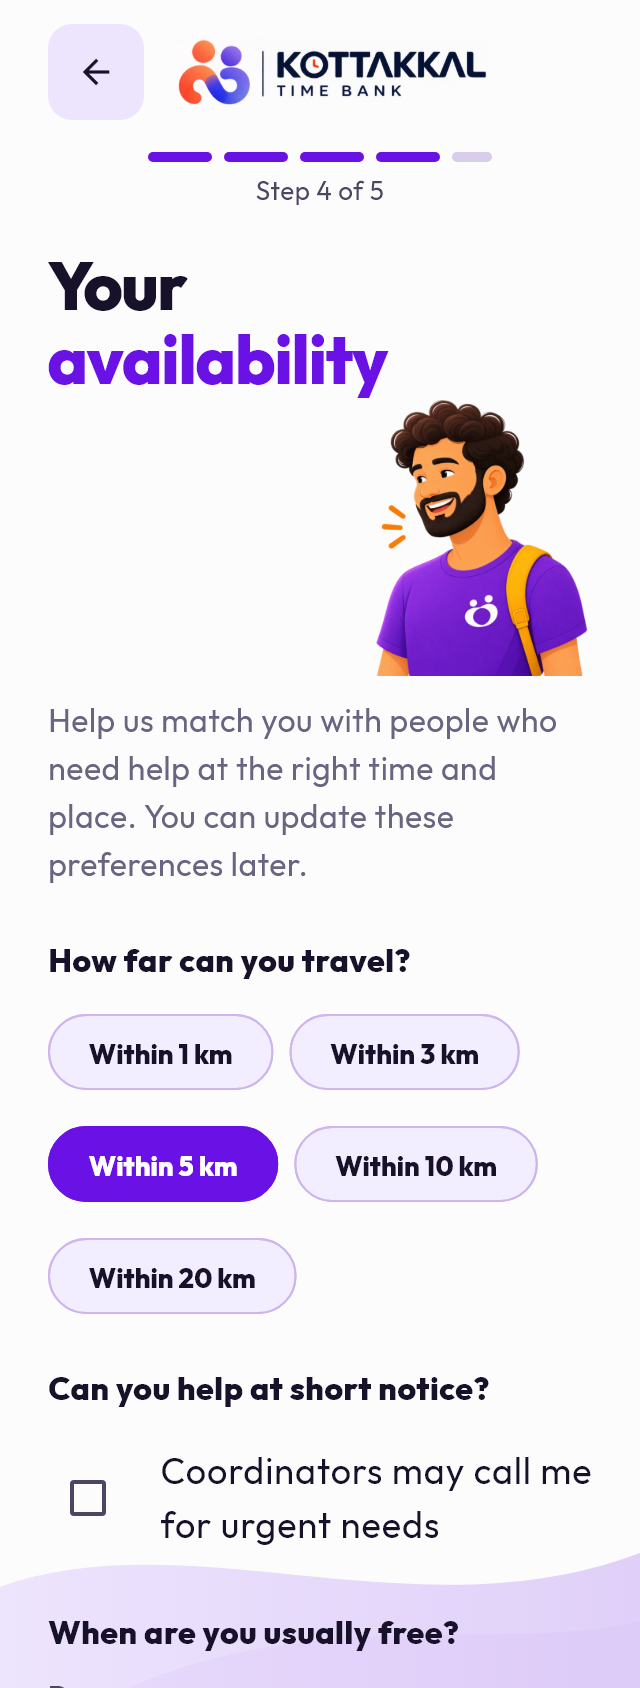 KOTTAKKAL
TIME BANK
Step 4 of 5
Your
availability
Help us match you with people who
need help at the right time and
place. You can update these
preferences later.
How far can you travel?
Within 1 km
Within 3 km
Within 5 km
Within 10 km
Within 20 km
Can you help at short notice?
Coordinators may call me
for urgent needs
When are you usually free?